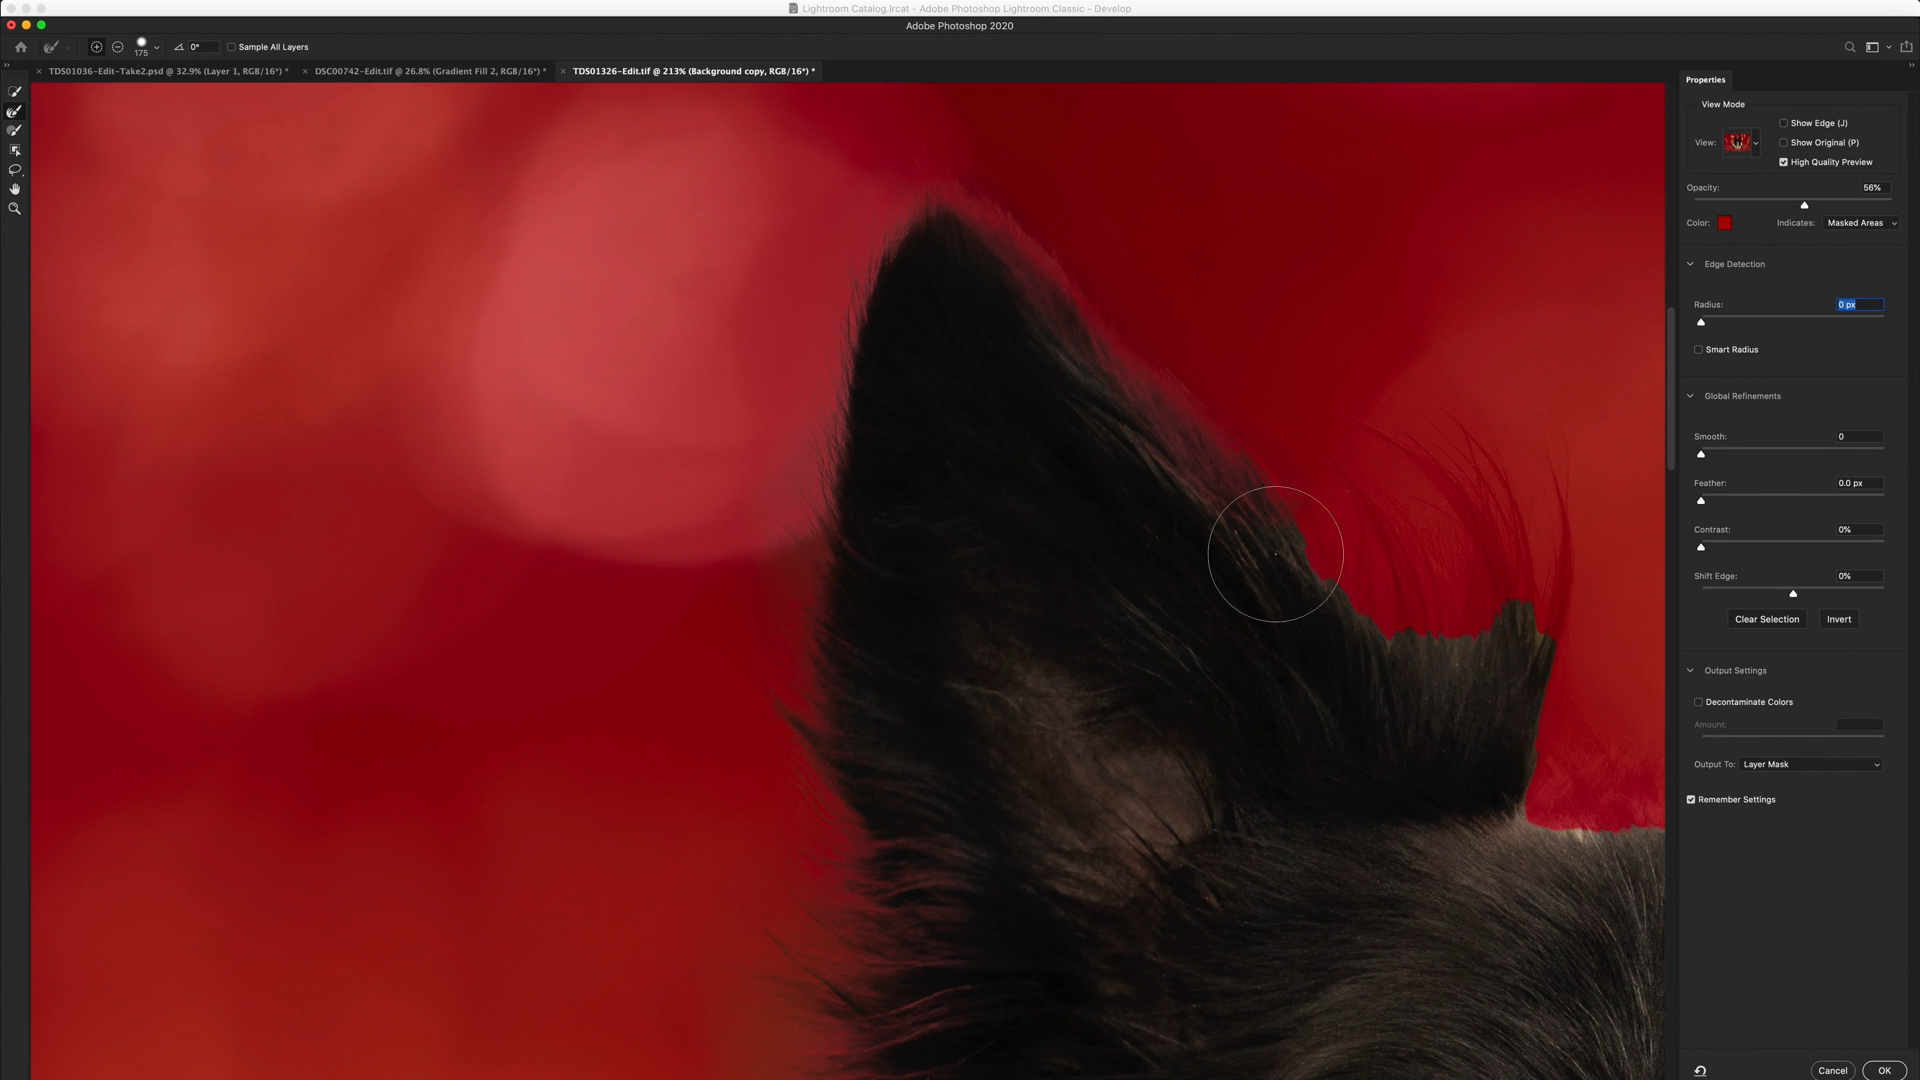 Lightroom Catalog.lrcat - Adobe Photoshop Lightroom Classic - Develop
Adobe Photoshop 2020
175
0°
Sample All Layers
TDS01036-Edit-Take2.psd @ 32.9% (Layer 1, RGB/16*) *
DSC00742-Edit.tif @ 26.8% (Gradient Fill 2, RGB/16*) *
TDS01326-Edit.tif @ 213% (Background copy, RGB/16*) *
Properties
View Mode
View:
Show Edge (J)
Show Original (P)
High Quality Preview
Opacity: 56%
Color:
Indicates: Masked Areas
Edge Detection
Radius: 0 px
Smart Radius
Global Refinements
Smooth: 0
Feather: 0.0 px
Contrast: 0%
Shift Edge: 0%
Clear Selection Invert
Output Settings
Decontaminate Colors
Amount:
Output To: Layer Mask
Remember Settings
Cancel OK